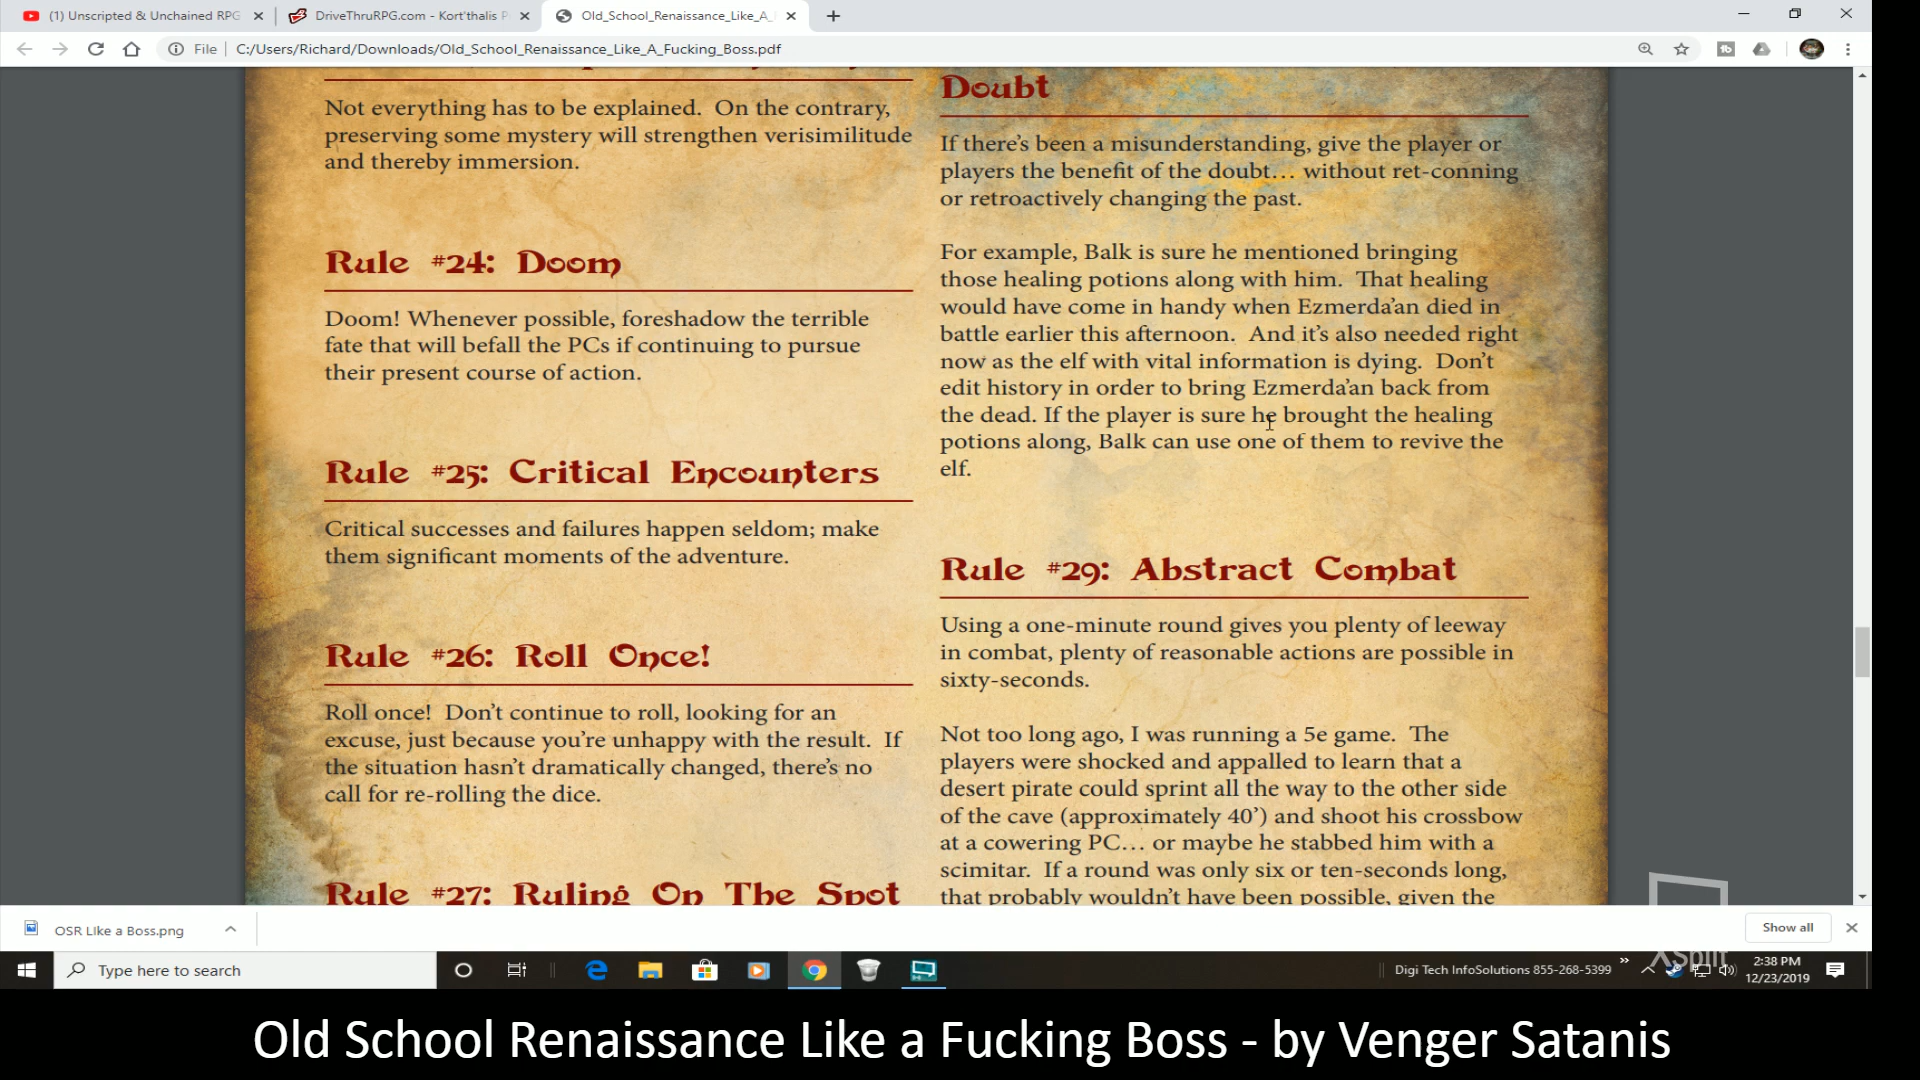 (1) Unscripted & Unchained RPG
DriveThruRPG.com - Kort'thalis P
Old_School_Renaissance_Like_A_
File
C:/Users/Richard/Downloads/Old_School_Renaissance_Like_A_Fucking_Boss.pdf
Not everything has to be explained. On the contrary,
preserving some mystery will strengthen verisimilitude
and thereby immersion.
Rule #24: Doom
Doom! Whenever possible, foreshadow the terrible
fate that will befall the PCs if continuing to pursue
their present course of action.
Rule #25: Critical Encounters
Critical successes and failures happen seldom; make
them significant moments of the adventure.
Rule #26: Roll Once!
Roll once! Don't continue to roll, looking for an
excuse, just because you're unhappy with the result. If
the situation hasn't dramatically changed, there's no
call for re-rolling the dice.
Rule #27: Ruling On The Spot
Doubt
If there's been a misunderstanding, give the player or
players the benefit of the doubt… without ret-conning
or retroactively changing the past.
For example, Balk is sure he mentioned bringing
those healing potions along with him. That healing
would have come in handy when Ezmerda'an died in
battle earlier this afternoon. And it's also needed right
now as the elf with vital information is dying. Don't
edit history in order to bring Ezmerda'an back from
the dead. If the player is sure he brought the healing
potions along, Balk can use one of them to revive the
elf.
Rule #29: Abstract Combat
Using a one-minute round gives you plenty of leeway
in combat, plenty of reasonable actions are possible in
sixty-seconds.
Not too long ago, I was running a 5e game. The
players were shocked and appalled to learn that a
desert pirate could sprint all the way to the other side
of the cave (approximately 40') and shoot his crossbow
at a cowering PC… or maybe he stabbed him with a
scimitar. If a round was only six or ten-seconds long,
that probably wouldn't have been possible, given the
OSR LIke a Boss.png
Show all
Type here to search
Digi Tech InfoSolutions 855-268-5399
XSplit
2:38 PM
12/23/2019
Old School Renaissance Like a Fucking Boss - by Venger Satanis